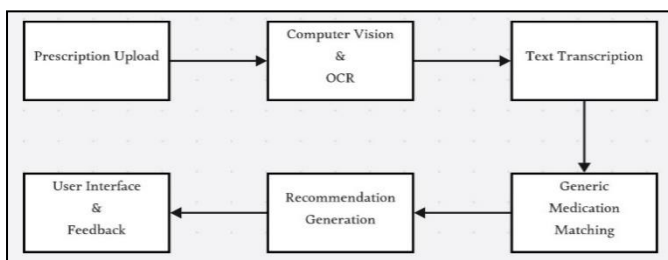 Prescription Upload
Computer Vision
&
OCR
Text Transcription
Generic
Medication
Matching
Recommendation
Generation
User Interface
&
Feedback